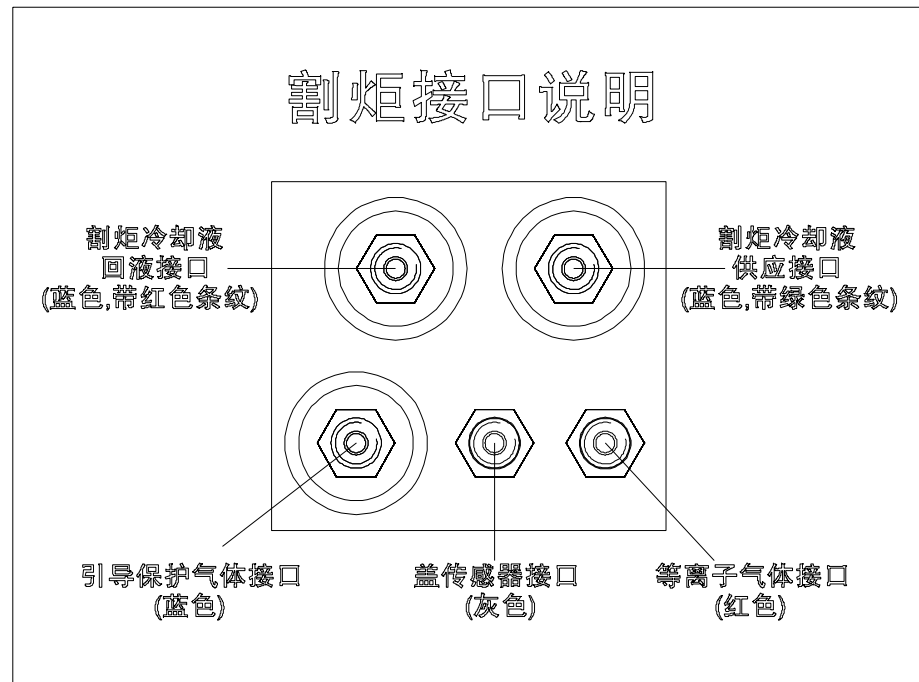 割炬接口说明
割炬冷却液
回液接口
(蓝色,带红色条纹)
割炬冷却液
供应接口
(蓝色,带绿色条纹)
引导保护气体接口
(蓝色)
盖传感器接口
(灰色)
等离子气体接口
(红色)